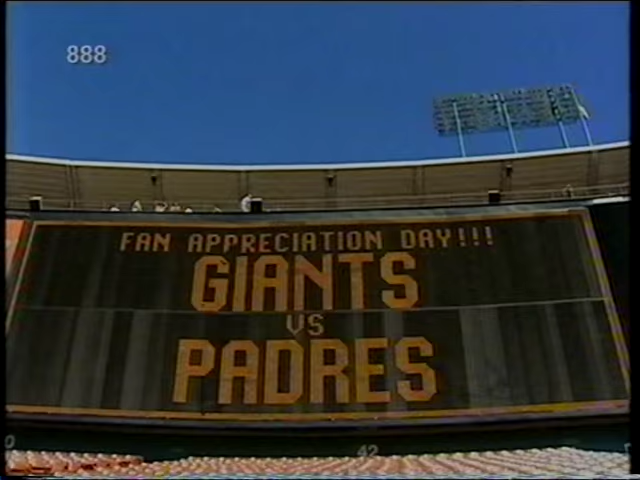 888
FAN APPRECIATION DAY!!!
GIANTS
VS
PADRES
42